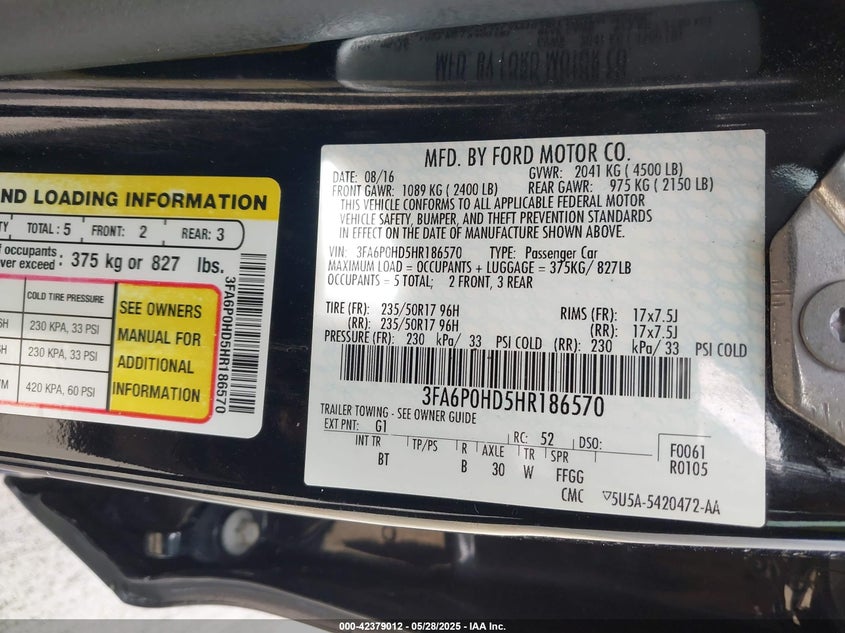 ND LOADING INFORMATION
TY TOTAL: 5 FRONT: 2 REAR: 3
of occupants:
ver exceed: 375 kg or 827 lbs.
COLD TIRE PRESSURE
230 KPA, 33 PSI
230 KPA, 33 PSI
420 KPA, 60 PSI
SEE OWNERS
MANUAL FOR
ADDITIONAL
INFORMATION
3FA6P0HD5HR186570
MFD. BY FORD MOTOR CO.
DATE: 08/16 GVWR: 2041 KG ( 4500 LB)
FRONT GAWR: 1089 KG ( 2400 LB) REAR GAWR: 975 KG ( 2150 LB)
THIS VEHICLE CONFORMS TO ALL APPLICABLE FEDERAL MOTOR
VEHICLE SAFETY, BUMPER, AND THEFT PREVENTION STANDARDS
IN EFFECT ON THE DATE OF MANUFACTURE SHOWN ABOVE.
VIN: 3FA6P0HD5HR186570 TYPE: Passenger Car
MAXIMUM LOAD = OCCUPANTS + LUGGAGE = 375KG/ 827LB
OCCUPANTS = 5 TOTAL; 2 FRONT, 3 REAR
TIRE (FR): 235/50R17 96H RIMS (FR): 17x7.5J
(RR): 235/50R17 96H (RR): 17x7.5J
PRESSURE (FR): 230 kPa/ 33 PSI COLD (RR): 230 kPa/ 33 PSI COLD
3FA6P0HD5HR186570
TRAILER TOWING - SEE OWNER GUIDE
EXT PNT: G1 RC: 52 DSO:
INT TR TP/PS R AXLE TR SPR
BT B 30 W FFGG
CMC
F0061
R0105
▽5U5A-5420472-AA
MFD. BY FORD MOTOR CO.
000-42379012 - 05/28/2025 - IAA Inc.